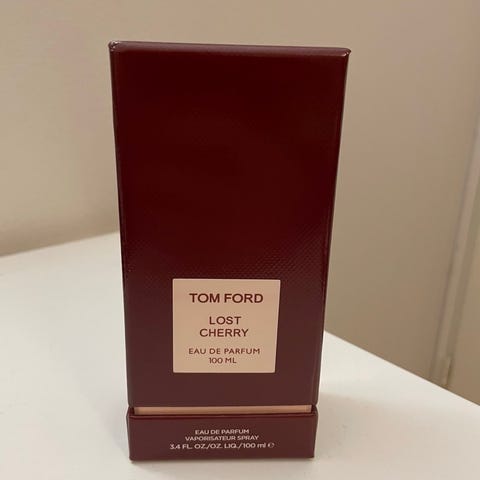 TOM FORD
LOST
CHERRY
EAU DE PARFUM
100 ML
EAU DE PARFUM
VAPORISATEUR SPRAY
3.4 FL. OZ./OZ. LIQ./100 ml ℮